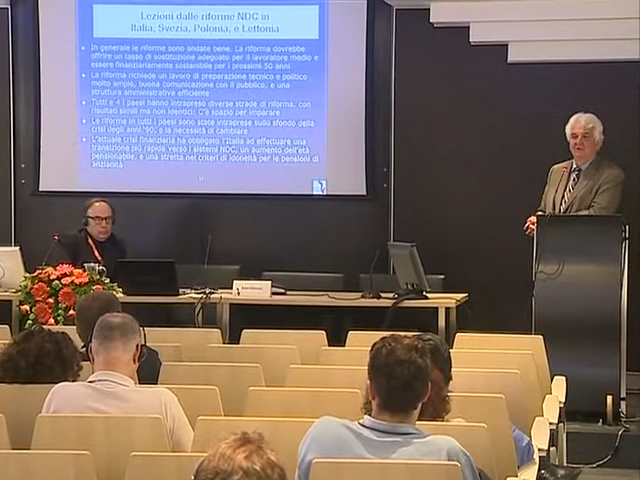 Lezioni dalle riforme NDC in
Italia, Svezia, Polonia, e Lettonia
In generale le riforme sono andate bene. La riforma dovrebbe
offrire un tasso di sostituzione adeguato per il lavoratore medio e
essere finanziariamente sostenibile per i prossimi 50 anni
La riforma richiede un lavoro di preparazione tecnico e politico
molto ampio, buona comunicazione con il pubblico, e una
struttura amministrativa efficiente
Tutti e 4 i paesi hanno intrapreso diverse strade di riforma, con
risultati simili ma non identici! C'è spazio per imparare
Le riforme in tutti i paesi sono state intraprese sullo sfondo della
crisi degli anni '90, e la necessità di cambiare
L'attuale crisi finanziaria ha obbligato l'Italia ad effettuare una
transizione più rapida verso i sistemi NDC, un aumento dell'età
pensionabile, e una stretta nei criteri di idoneità per le pensioni di
anzianità